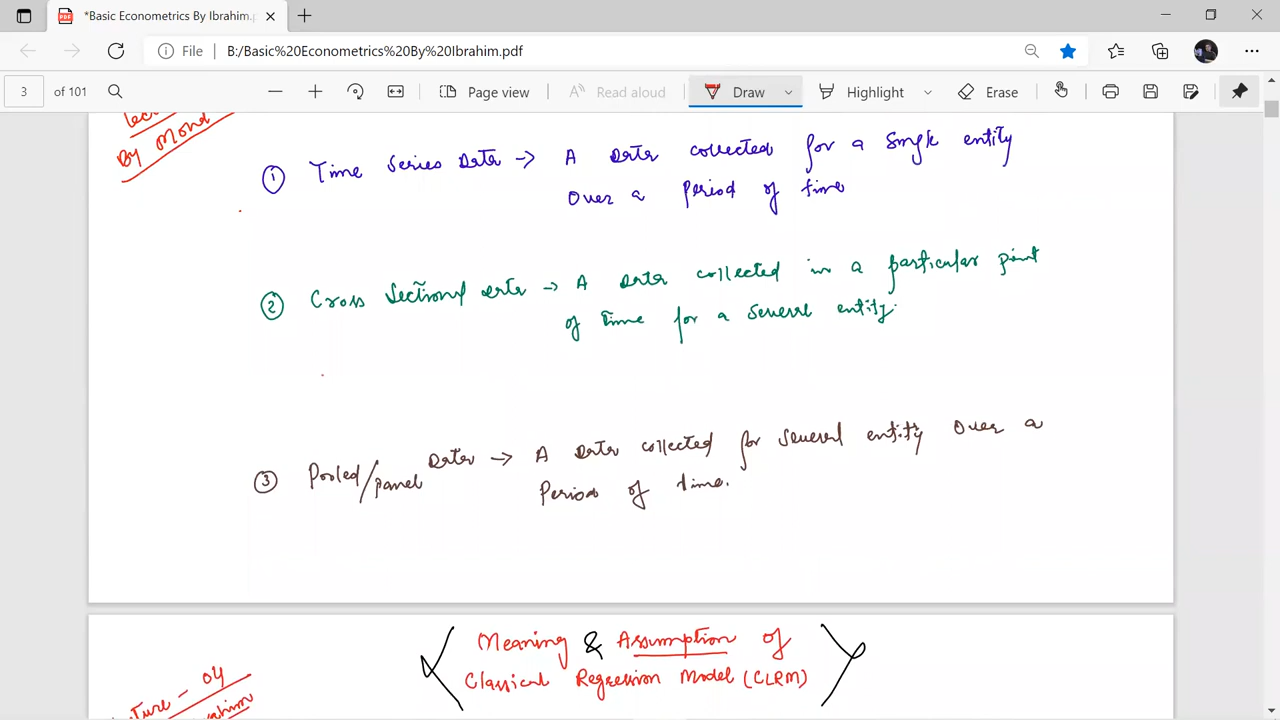 *Basic Econometrics By Ibrahim.p
File B:/Basic%20Econometrics%20By%20Ibrahim.pdf
3 of 101 Page view Read aloud Draw Highlight Erase
By Mond
① Time Series Data → A Data collected for a single entity
Over a Period of time
② Cross Sectional Data → A Data collected in a particular point
of time for a several entity.
③ Pooled/panel Data → A Data collected for several entity over a
Period of time.
Meaning & Assumption of
Classical Regression Model (CLRM)
- 04